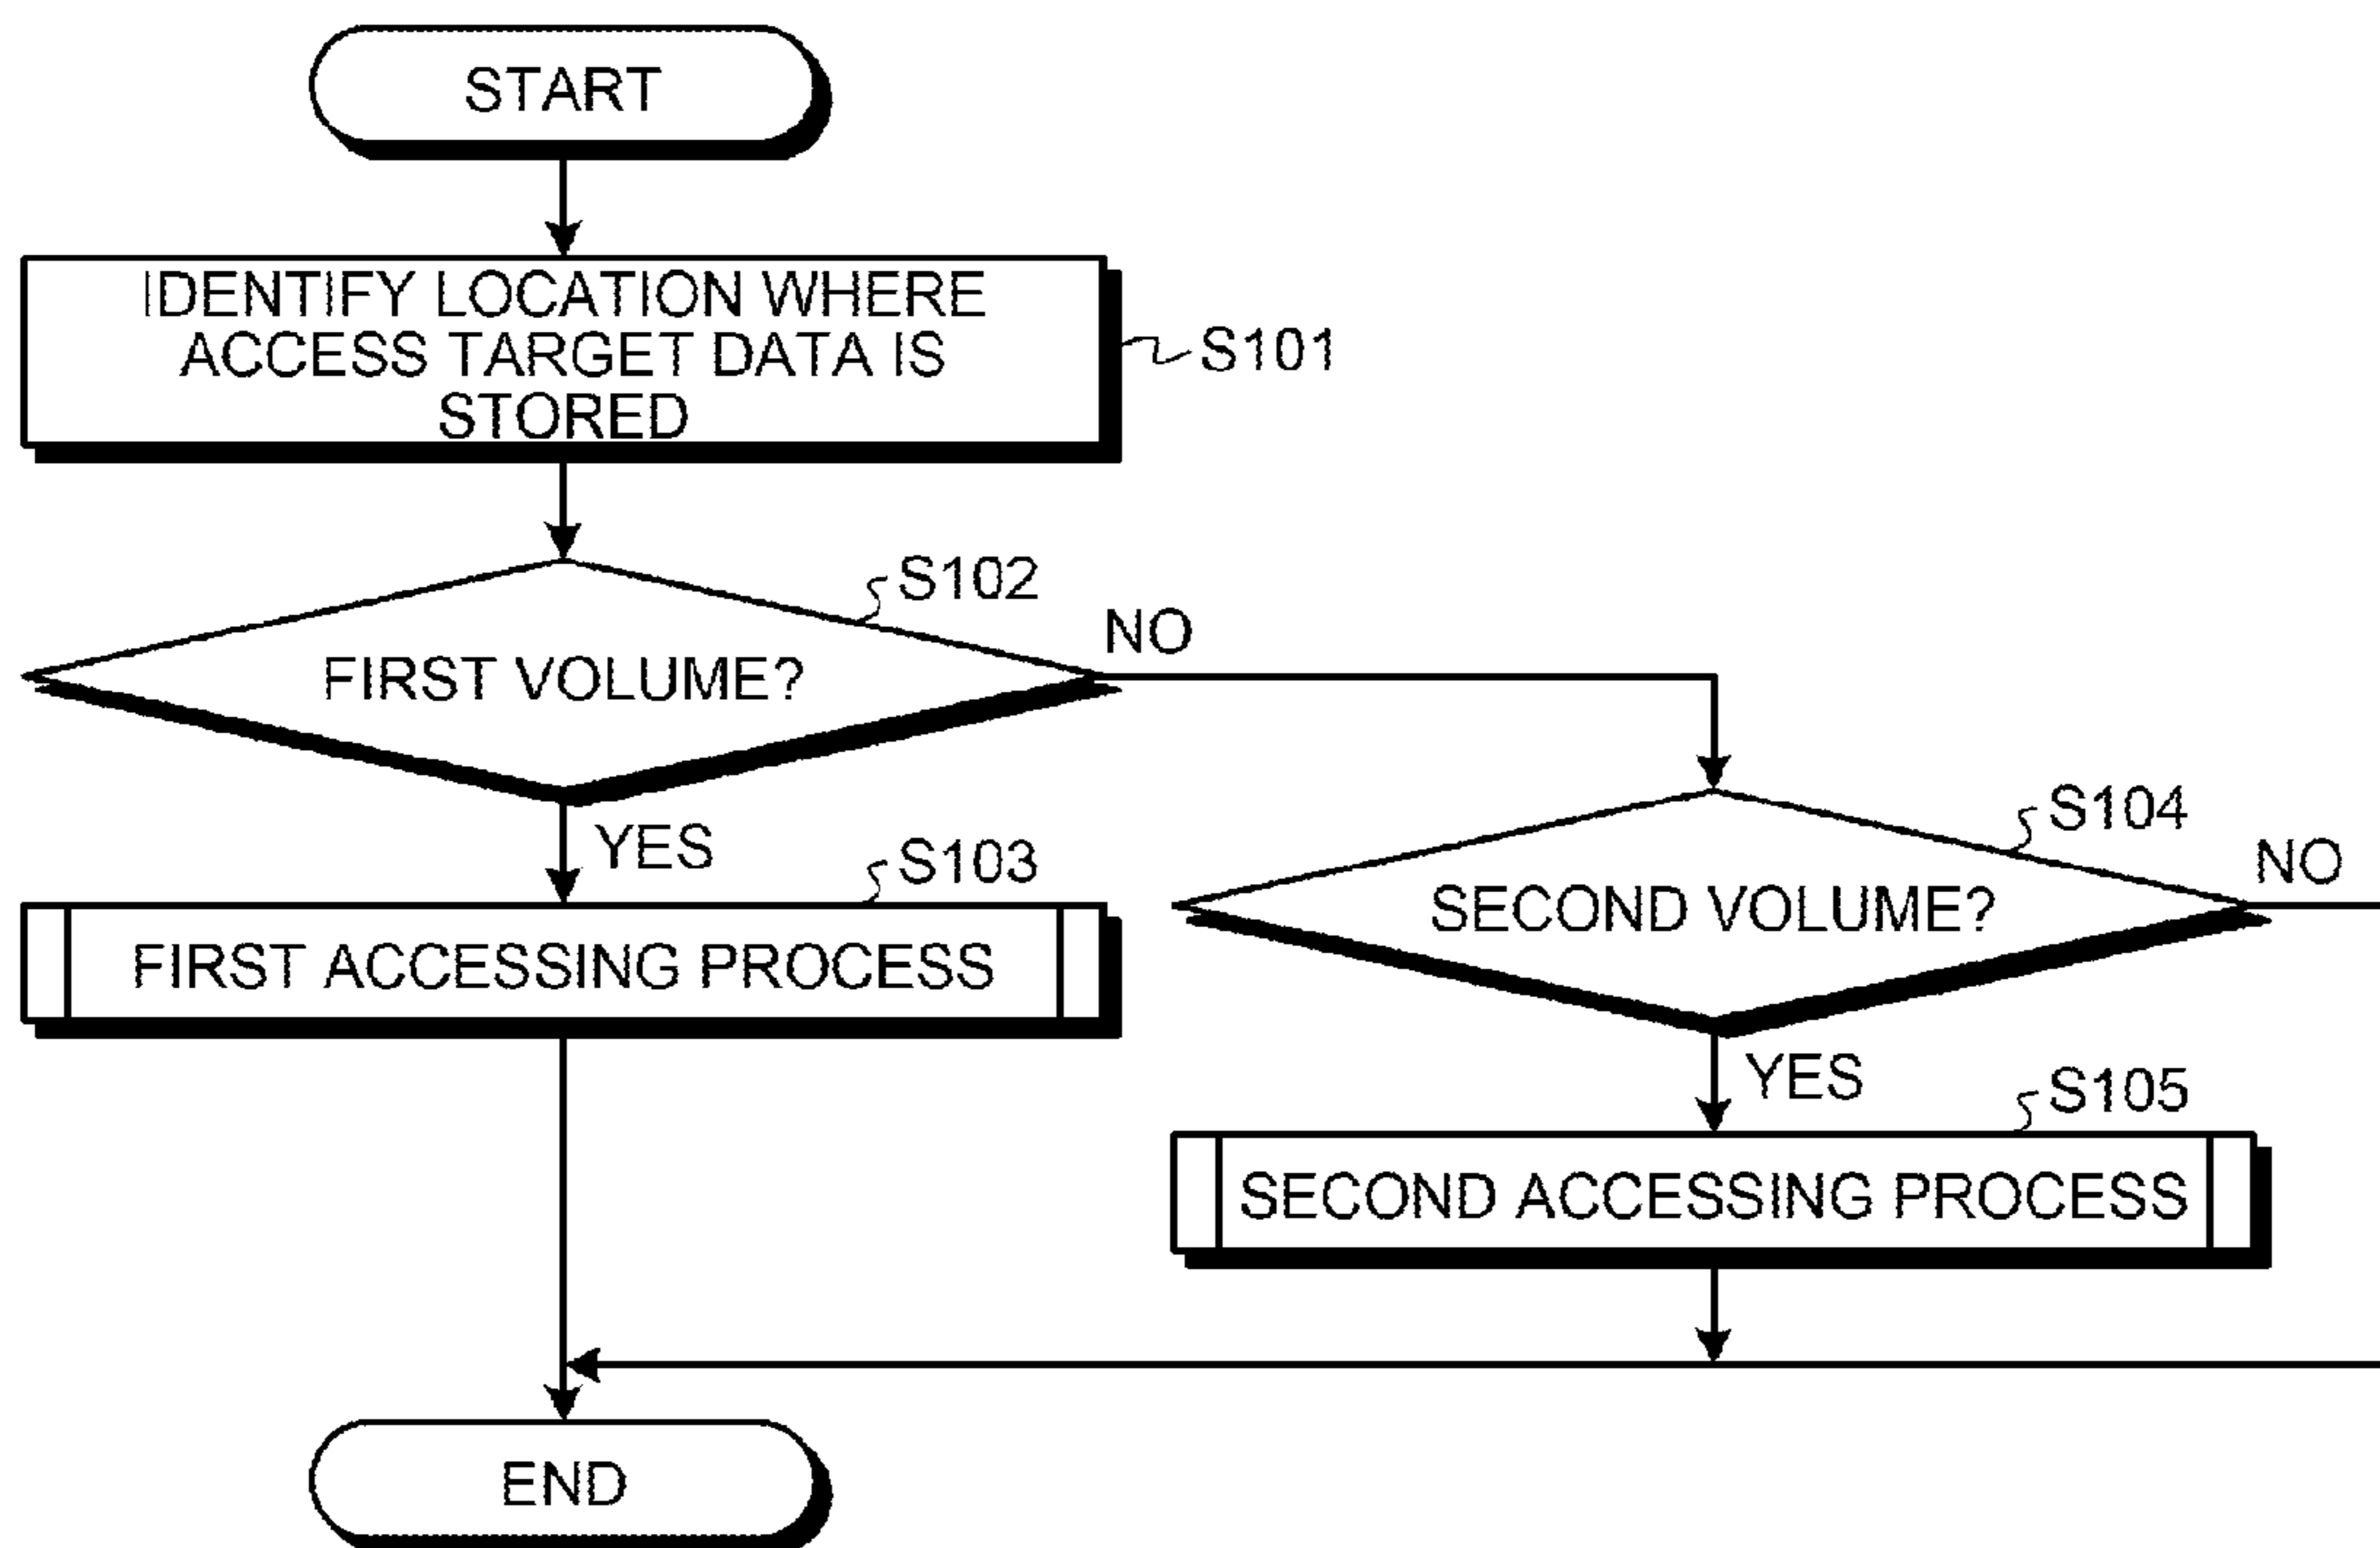 START
IDENTIFY LOCATION WHERE
ACCESS TARGET DATA IS
STORED
S101
S102
NO
FIRST VOLUME?
YES
S103
FIRST ACCESSING PROCESS
S104
NO
SECOND VOLUME?
YES
S105
SECOND ACCESSING PROCESS
END